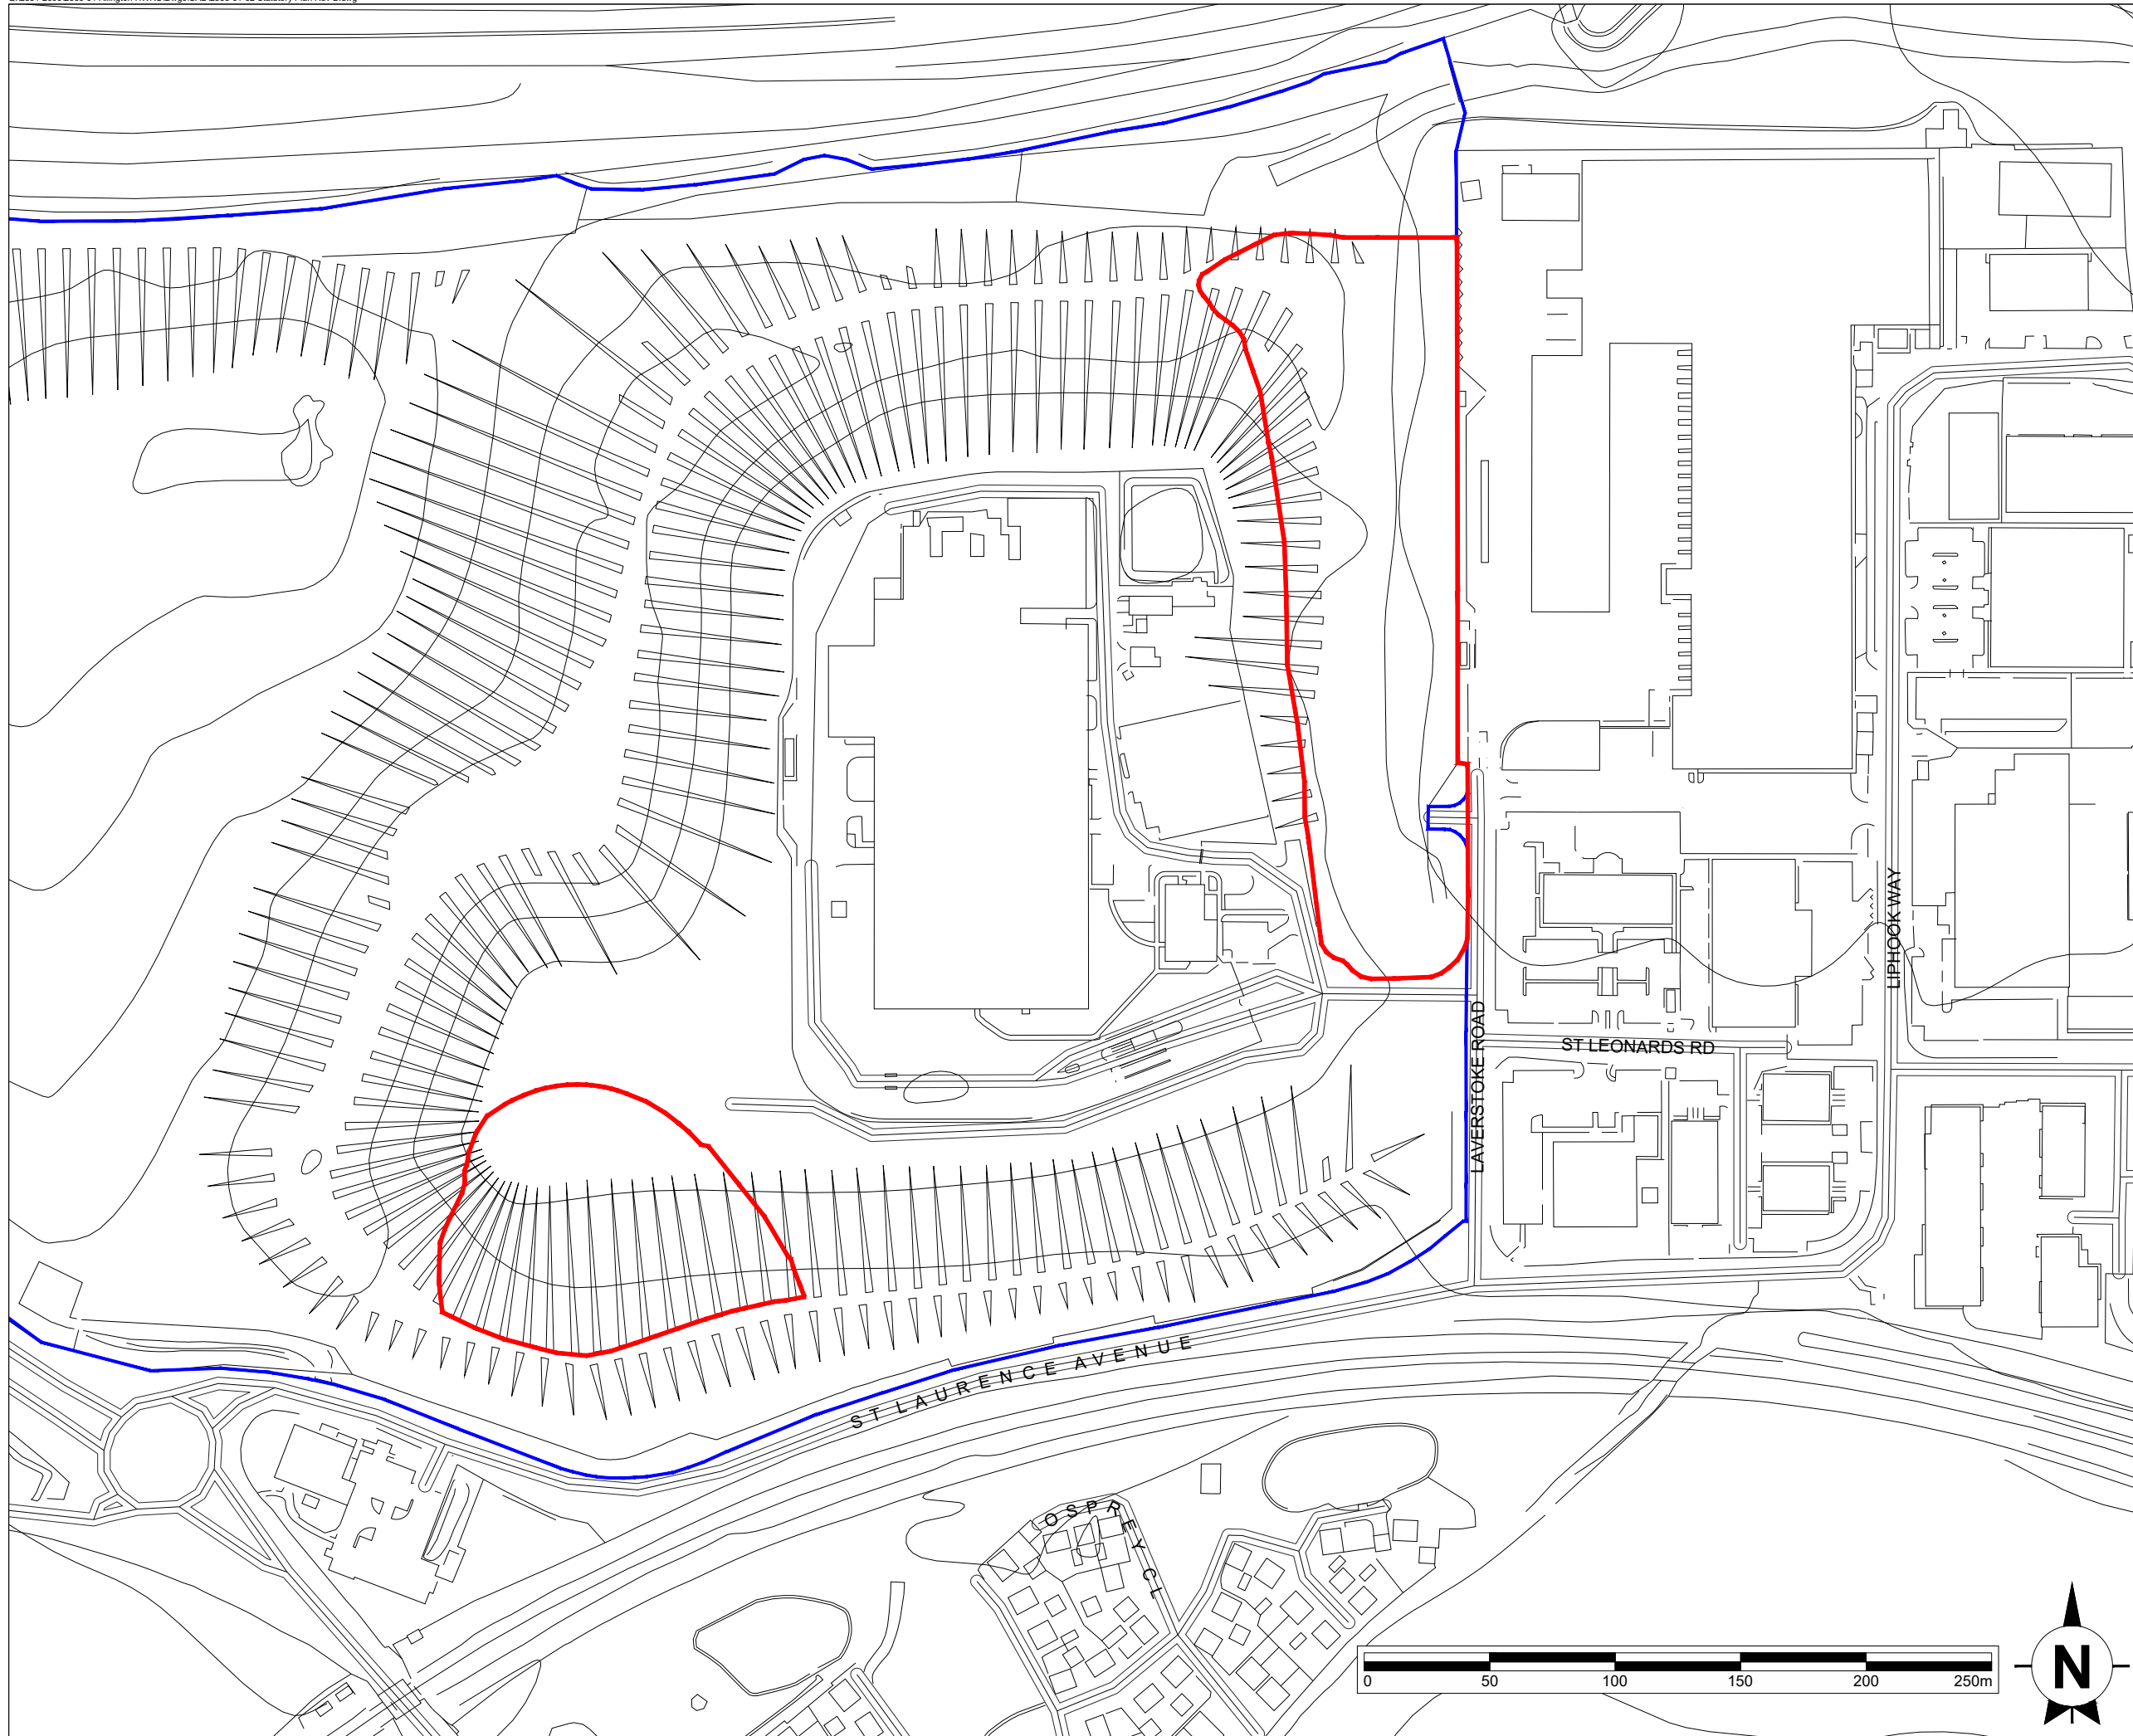 LIPHOOK WAY
LAVERSTOKE ROAD
ST LEONARDS RD
ST LAURENCE AVENUE
OSPREY CL
0 50 100 150 200 250m
N